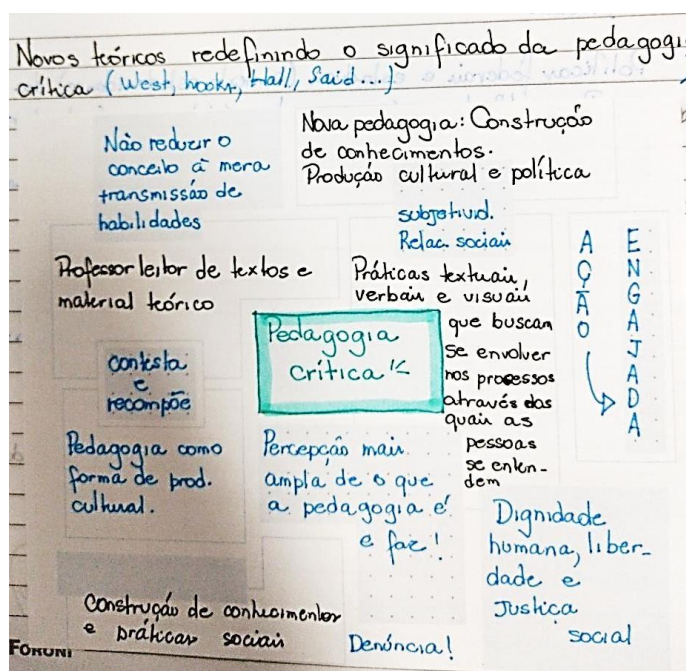 Novos teóricos redefinindo o significado da pedagogi
crítica (West, hooks, Hall, Said...)
Não reduzir o
conceito à mera
transmissão de
habilidades
Nova pedagogia: Construção
de conhecimentos.
Produção cultural e política
subjetivid.
Relac. sociais
Professor leitor de textos e
material teórico
Práticas textuais,
verbais e visuais
que buscam
se envolver
nos processos
através dos
quais as
pessoas
se enten-
dem
AÇÃO
ENGAJADA
Pedagogia
crítica
contesta
e
recompõe
Pedagogia como
forma de prod.
cultural.
Percepção mais
ampla de o que
a pedagogia é
e faz!
Dignidade
humana, liber-
dade e
Justiça
social
Construção de conhecimentos
e práticas sociais
Denúncia!
FORONI